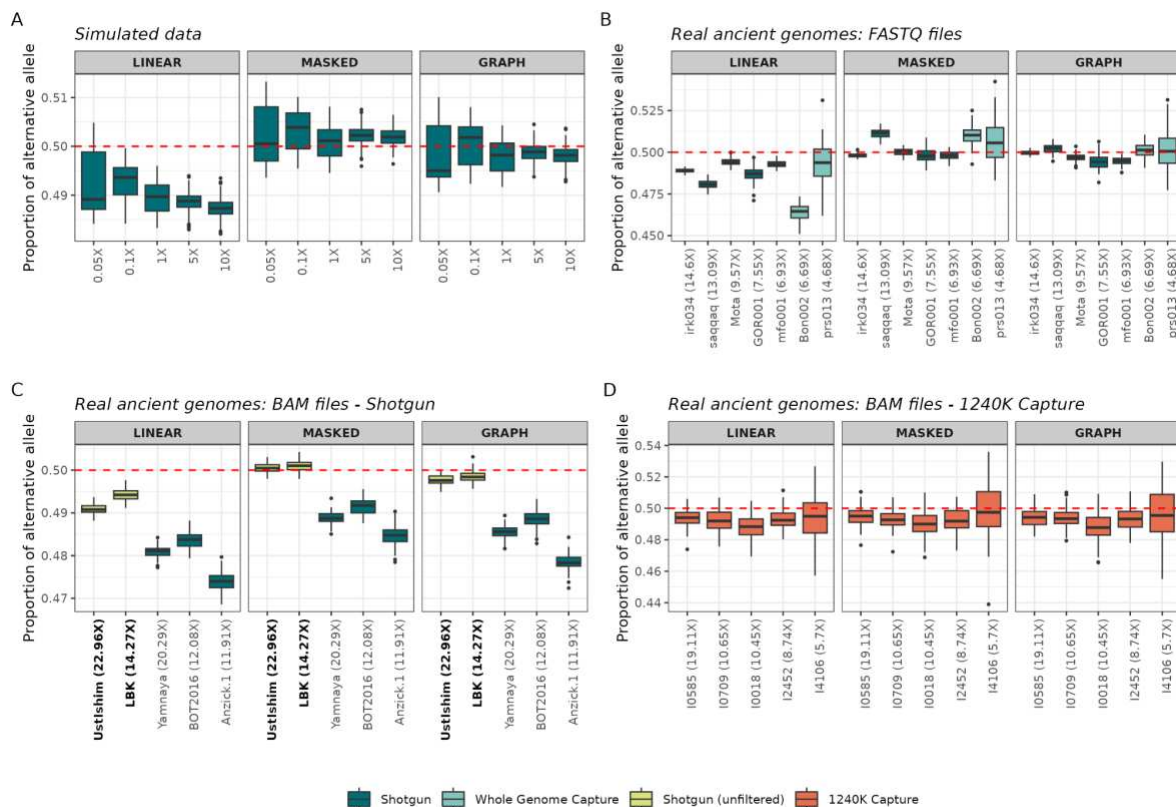 A
Simulated data
Proportion of alternative allele
LINEAR MASKED GRAPH
0.51
0.50
0.49
0.05X 0.1X 1X 5X 10X 0.05X 0.1X 1X 5X 10X 0.05X 0.1X 1X 5X 10X
B
Real ancient genomes: FASTQ files
Proportion of alternative allele
LINEAR MASKED GRAPH
0.525
0.500
0.475
0.450
irk034 (14.6X) saqqaq (13.09X) Mota (9.57X) GOR001 (7.55X) mfo001 (6.93X) Bon002 (6.69X) prs013 (4.68X) irk034 (14.6X) saqqaq (13.09X) Mota (9.57X) GOR001 (7.55X) mfo001 (6.93X) Bon002 (6.69X) prs013 (4.68X) irk034 (14.6X) saqqaq (13.09X) Mota (9.57X) GOR001 (7.55X) mfo001 (6.93X) Bon002 (6.69X) prs013 (4.68X)
C
Real ancient genomes: BAM files - Shotgun
Proportion of alternative allele
LINEAR MASKED GRAPH
0.50
0.49
0.48
0.47
UstIshim (22.96X) LBK (14.27X) Yamnaya (20.29X) BOT2016 (12.08X) Anzick.1 (11.91X) UstIshim (22.96X) LBK (14.27X) Yamnaya (20.29X) BOT2016 (12.08X) Anzick.1 (11.91X) UstIshim (22.96X) LBK (14.27X) Yamnaya (20.29X) BOT2016 (12.08X) Anzick.1 (11.91X)
D
Real ancient genomes: BAM files - 1240K Capture
Proportion of alternative allele
LINEAR MASKED GRAPH
0.54
0.52
0.50
0.48
0.46
0.44
I0585 (19.11X) I0709 (10.65X) I0018 (10.45X) I2452 (8.74X) I4106 (5.7X) I0585 (19.11X) I0709 (10.65X) I0018 (10.45X) I2452 (8.74X) I4106 (5.7X) I0585 (19.11X) I0709 (10.65X) I0018 (10.45X) I2452 (8.74X) I4106 (5.7X)
Shotgun Whole Genome Capture Shotgun (unfiltered) 1240K Capture